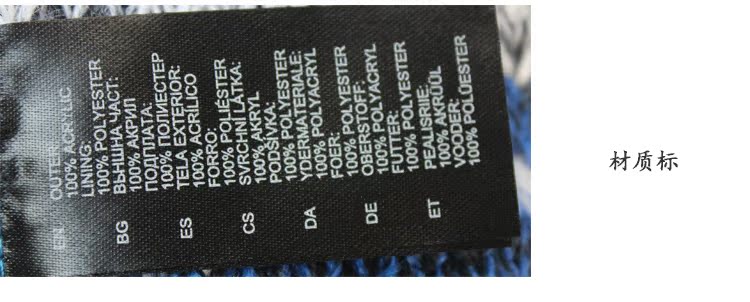 EN OUTER:
100% ACRYLIC
LINING:
100% POLYESTER
BG ВЪНШНА ЧАСТ:
100% АКРИЛ
ПОДПЛАТА:
100% ПОЛИЕСТЕР
ES TELA EXTERIOR:
100% ACRÍLICO
FORRO:
100% POLIÉSTER
CS SVRCHNI LÁTKA:
100% AKRYL
PODŠÍVKA:
100% POLYESTER
DA YDERMATERIALE:
100% POLYACRYL
FOER:
100% POLYESTER
DE OBERSTOFF:
100% POLYACRYL
FUTTER:
100% POLYESTER
ET PEALISRIIE:
100% AKRÜÜL
VOODER:
100% POLÜESTER
材质标